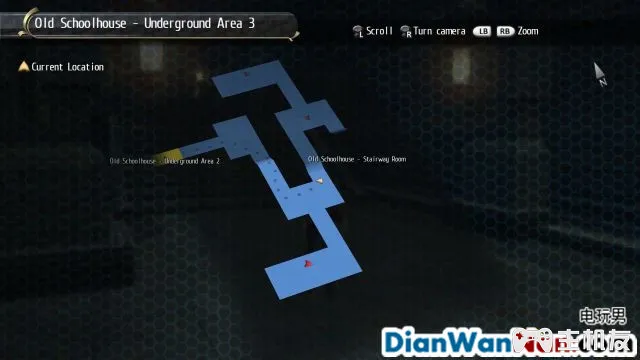 Old Schoolhouse - Underground Area 3
L Scroll R Turn camera LB RB Zoom
Current Location
N
Old Schoolhouse - Underground Area 2
Old Schoolhouse - Stairway Room
电玩男